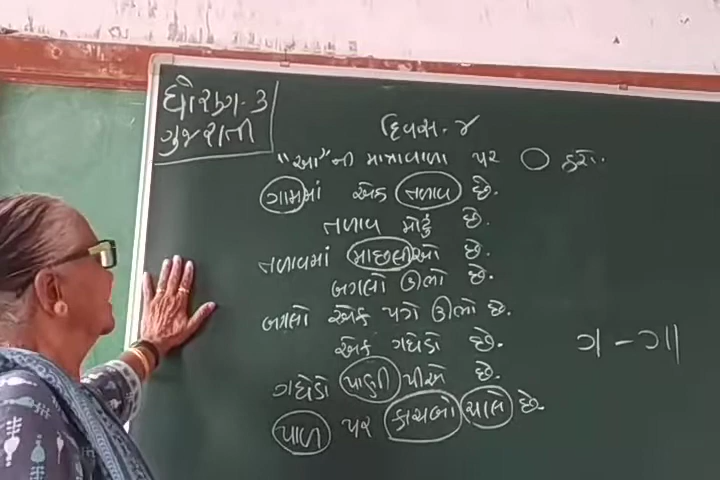 ધોરણ-૩
ગુજરાતી
દિવસ-૪
"આ"ની માત્રાવાળા પર ○ કરો.
ગામમાં એક તળાવ છે.
તળાવ મોટું છે.
તળાવમાં માછલીઓ છે.
બગલો ઊભો છે.
બગલો એક પગે ઊભો છે.
એક ગધેડો છે.
ગધેડો પાણી પીએ છે.
પાળ પર કાચબો ચાલે છે.
ગ - ગા